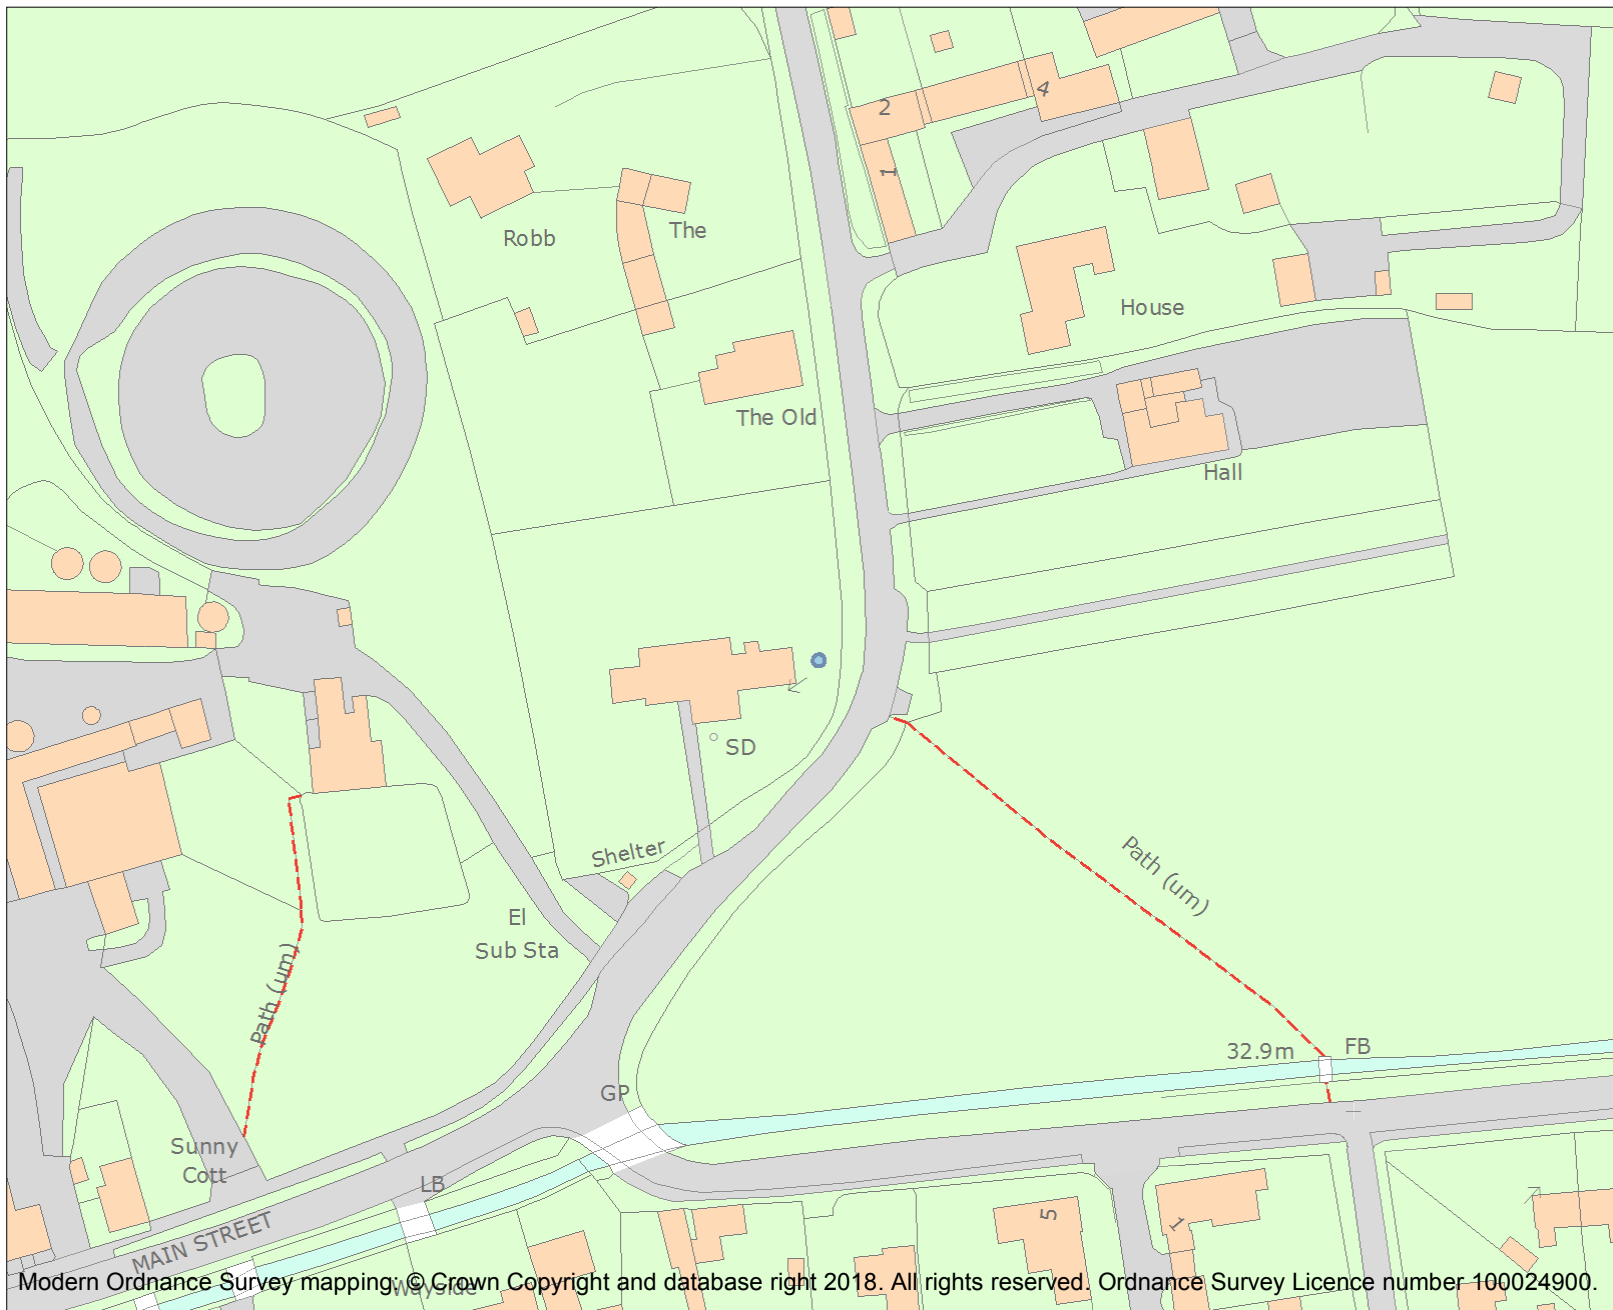 2
4
1
The
Robb
House
The Old
Hall
SD
Shelter
Path (um)
El
Sub Sta
Path (um)
32.9m
FB
GP
Sunny
Cott
LB
5
1
MAIN STREET
Wayside
Modern Ordnance Survey mapping: © Crown Copyright and database right 2018. All rights reserved. Ordnance Survey Licence number 100024900.